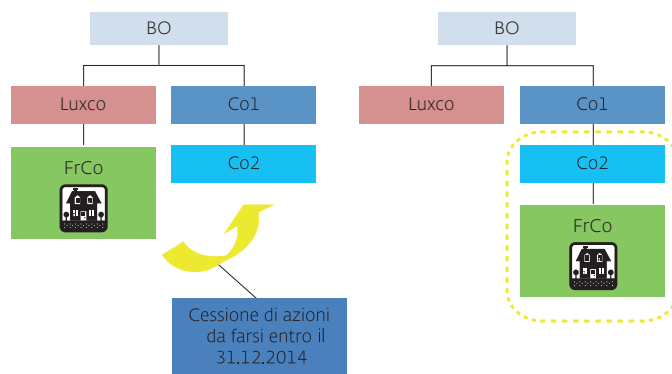 BO
Luxco
Co1
FrCo
Co2
Cessione di azioni
da farsi entro il
31.12.2014
BO
Luxco
Co1
Co2
FrCo